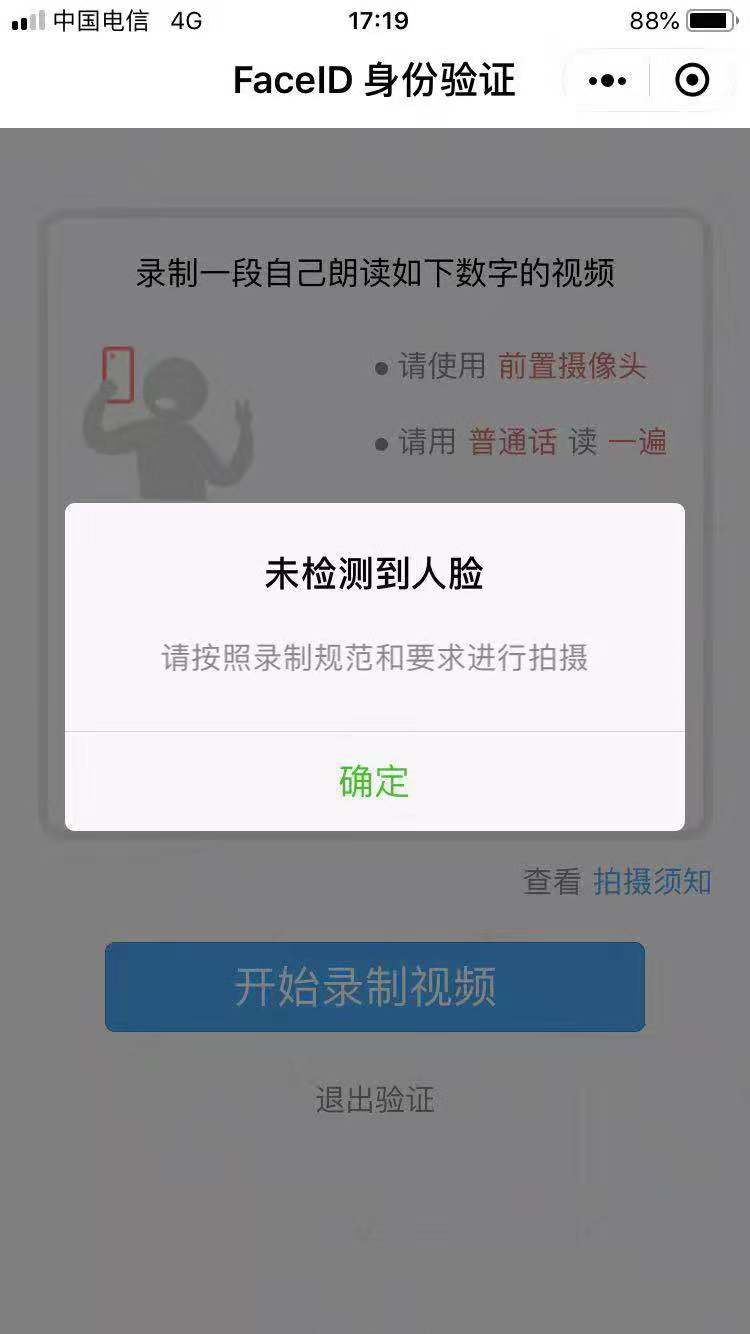 中国电信 4G 17:19 88%
FaceID 身份验证
录制一段自己朗读如下数字的视频
请使用 前置摄像头
请用 普通话 读 一遍
未检测到人脸
请按照录制规范和要求进行拍摄
确定
查看 拍摄须知
开始录制视频
退出验证